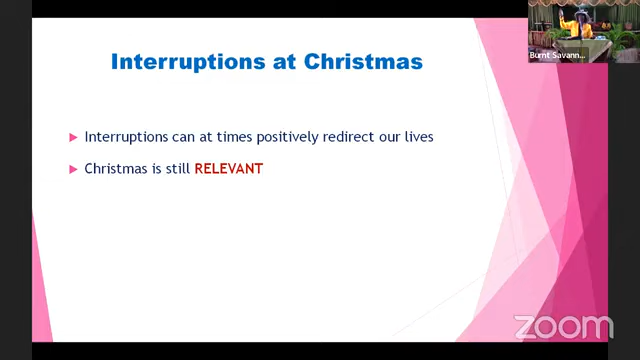 Burnt Savann...
Interruptions at Christmas
Interruptions can at times positively redirect our lives
Christmas is still RELEVANT
zoom